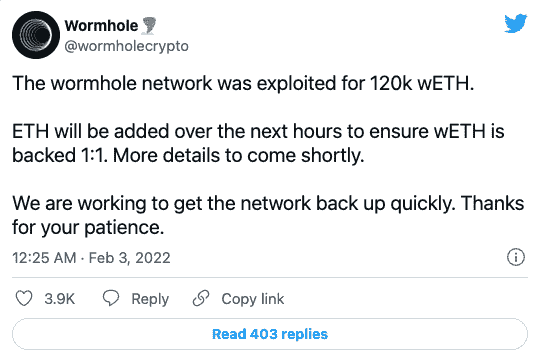 Wormhole🌪
@wormholecrypto
The wormhole network was exploited for 120k wETH.
ETH will be added over the next hours to ensure wETH is
backed 1:1. More details to come shortly.
We are working to get the network back up quickly. Thanks
for your patience.
12:25 AM · Feb 3, 2022
3.9K Reply Copy link
Read 403 replies